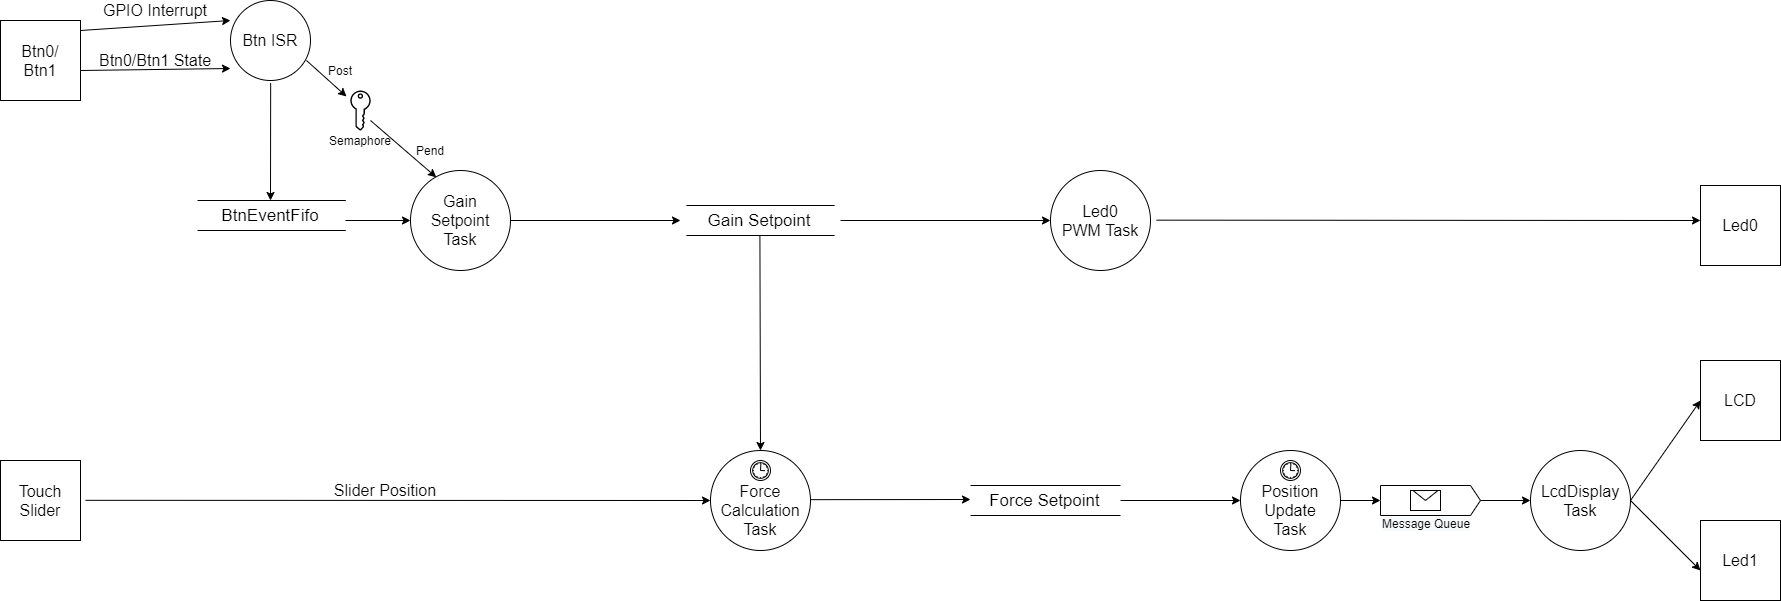 GPIO Interrupt
Btn0/
Btn1
Btn0/Btn1 State
Btn ISR
Post
Semaphore
Pend
BtnEventFifo
Gain
Setpoint
Task
Gain Setpoint
Led0
PWM Task
Led0
LCD
Touch
Slider
Slider Position
Force
Calculation
Task
Force Setpoint
Position
Update
Task
Message Queue
LcdDisplay
Task
Led1